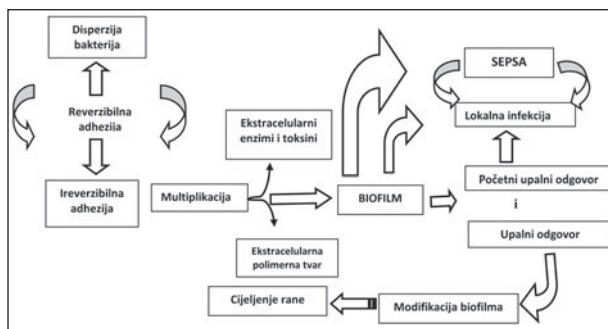 Disperzija
bakterija
Reverzibilna
adhezija
Ireverzibilna
adhezija
Multiplikacija
Ekstracelularni
enzimi i toksini
Ekstracelularna
polimerna tvar
BIOFILM
SEPSA
Lokalna infekcija
Početni upalni odgovor
i
Upalni odgovor
Modifikacija biofilma
Cijeljenje rane